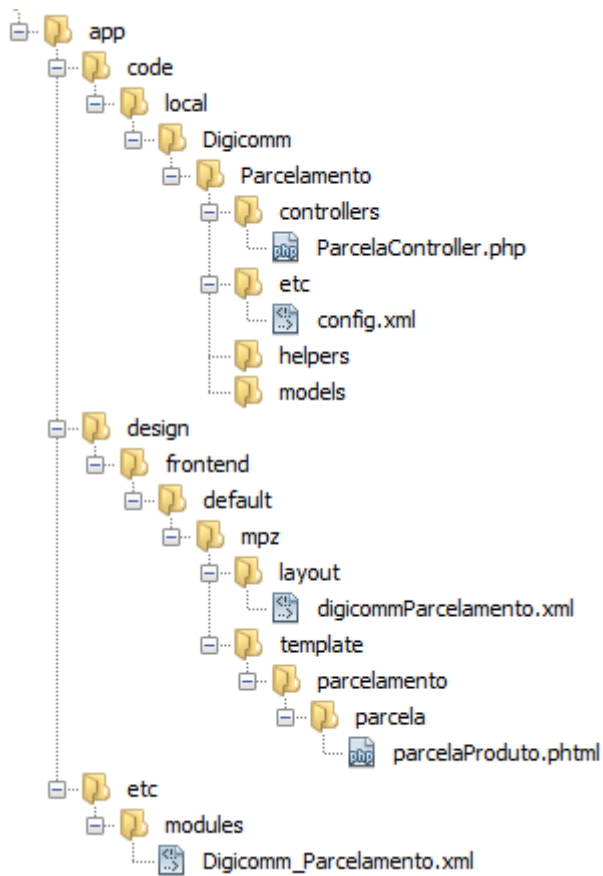 app
code
local
Digicomm
Parcelamento
controllers
ParcelaController.php
etc
config.xml
helpers
models
design
frontend
default
mpz
layout
digicommParcelamento.xml
template
parcelamento
parcela
parcelaProduto.phtml
etc
modules
Digicomm_Parcelamento.xml